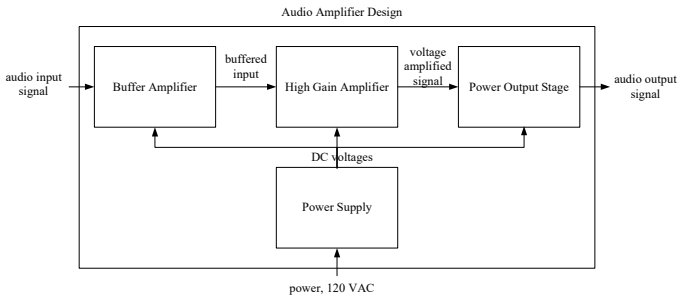 Audio Amplifier Design
audio input
signal
Buffer Amplifier
buffered
input
High Gain Amplifier
voltage
amplified
signal
Power Output Stage
audio output
signal
DC voltages
Power Supply
power, 120 VAC